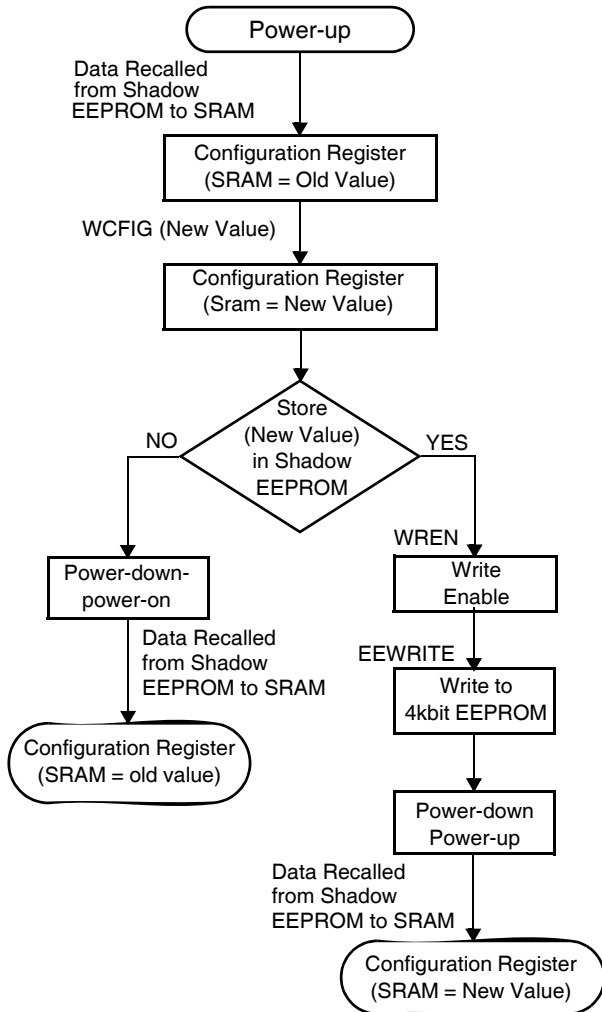 Power-up
Data Recalled
from Shadow
EEPROM to SRAM
Configuration Register
(SRAM = Old Value)
WCFIG (New Value)
Configuration Register
(Sram = New Value)
Store
(New Value)
in Shadow
EEPROM
NO
YES
Power-down-
power-on
Data Recalled
from Shadow
EEPROM to SRAM
Configuration Register
(SRAM = old value)
WREN
Write
Enable
EEWRITE
Write to
4kbit EEPROM
Power-down
Power-up
Data Recalled
from Shadow
EEPROM to SRAM
Configuration Register
(SRAM = New Value)